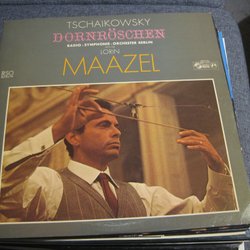 TSCHAIKOWSKY
DORNRÖSCHEN
RADIO-SYMPHONIE-ORCHESTER BERLIN
LORIN
MAAZEL